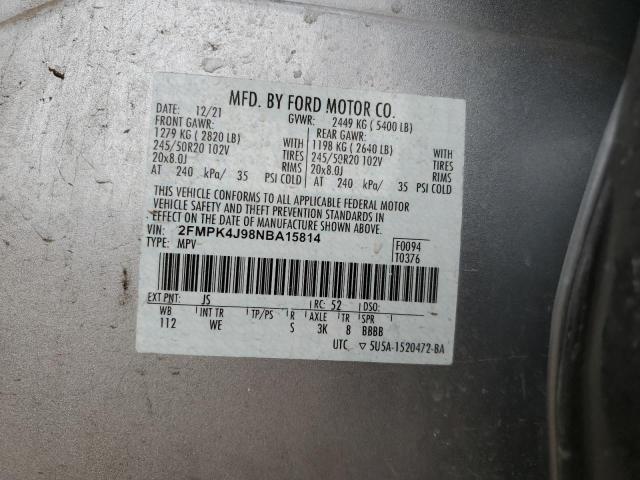 MFD. BY FORD MOTOR CO.
DATE: 12/21 GVWR: 2449 KG ( 5400 LB)
FRONT GAWR: REAR GAWR:
1279 KG ( 2820 LB) 1198 KG ( 2640 LB)
245/50R20 102V TIRES 245/50R20 102V TIRES
20x8.0J RIMS 20x8.0J RIMS
AT 240 kPa/ 35 PSI COLD AT 240 kPa/ 35 PSI COLD
THIS VEHICLE CONFORMS TO ALL APPLICABLE FEDERAL MOTOR
VEHICLE SAFETY AND THEFT PREVENTION STANDARDS IN
EFFECT ON THE DATE OF MANUFACTURE SHOWN ABOVE.
VIN: 2FMPK4J98NBA15814
TYPE: MPV F0094
T0376
EXT PNT: JS RC: 52 DSO:
WB INT TR TP/PS R AXLE TR SPR
112 WE S 3K 8 BBBB
UTC ▽ 5U5A-1520472-BA